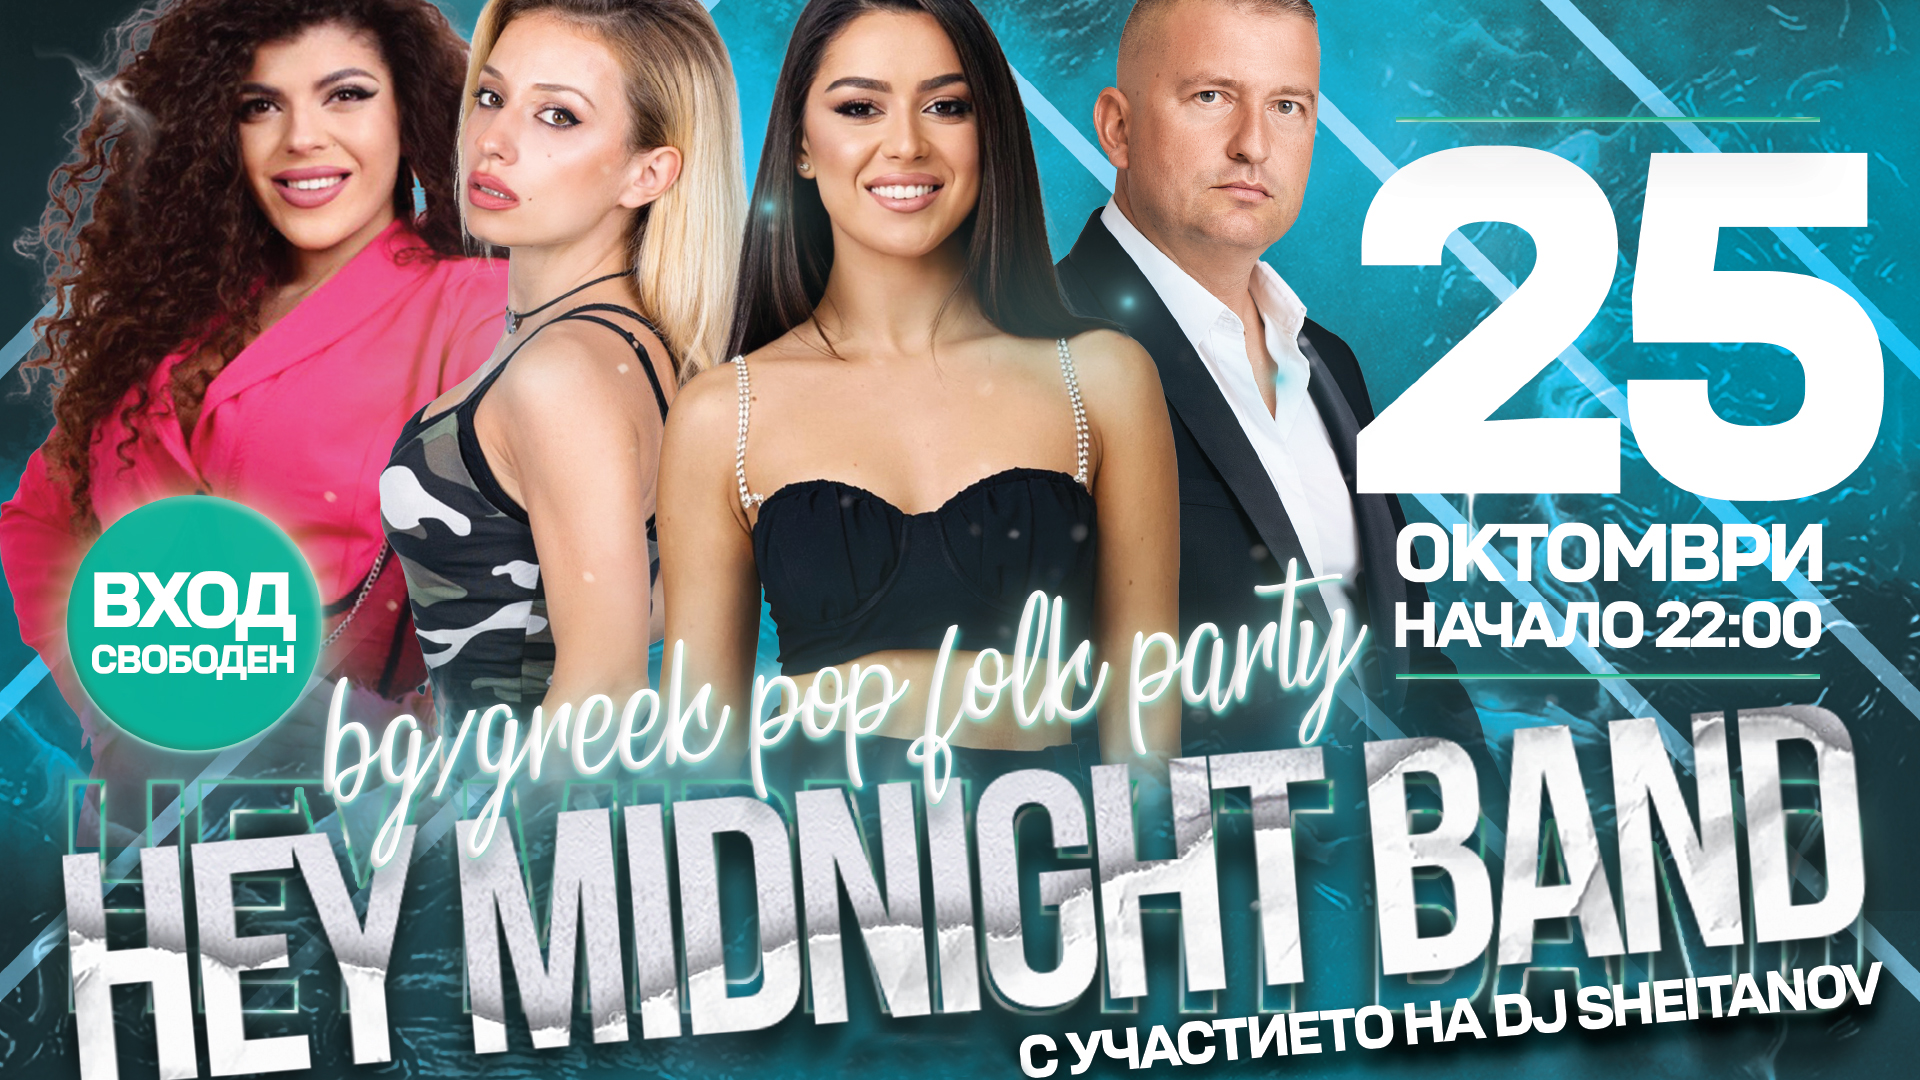 25
ОКТОМВРИ
НАЧАЛО 22:00
ВХОД
СВОБОДЕН
bg/greek pop folk party
HEY MIDNIGHT BAND
С УЧАСТИЕТО НА DJ SHEITANOV